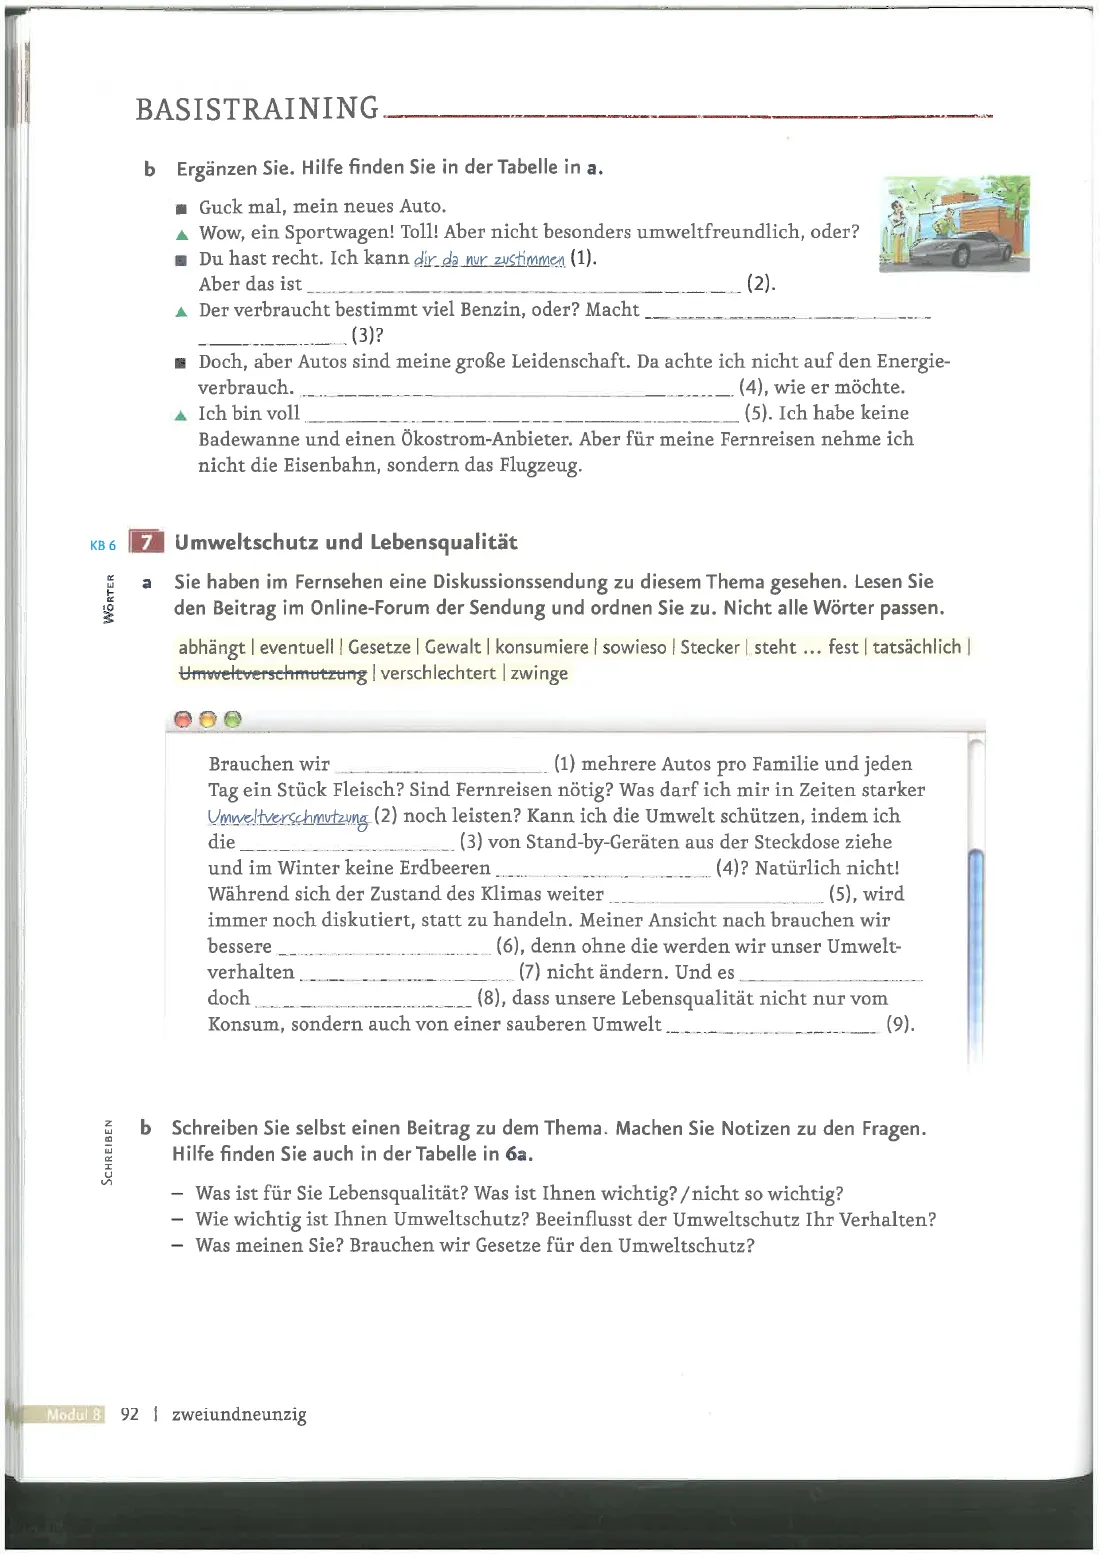 BASISTRAINING
b Ergänzen Sie. Hilfe finden Sie in der Tabelle in a.
■ Guck mal, mein neues Auto.
▲ Wow, ein Sportwagen! Toll! Aber nicht besonders umweltfreundlich, oder?
■ Du hast recht. Ich kann dir da nur zustimmen (1).
Aber das ist ____________ (2).
▲ Der verbraucht bestimmt viel Benzin, oder? Macht ____________
____________ (3)?
■ Doch, aber Autos sind meine große Leidenschaft. Da achte ich nicht auf den Energie-
verbrauch. ____________ (4), wie er möchte.
▲ Ich bin voll ____________ (5). Ich habe keine
Badewanne und einen Ökostrom-Anbieter. Aber für meine Fernreisen nehme ich
nicht die Eisenbahn, sondern das Flugzeug.
KB 6 7 Umweltschutz und Lebensqualität
WÖRTER
a Sie haben im Fernsehen eine Diskussionssendung zu diesem Thema gesehen. Lesen Sie
den Beitrag im Online-Forum der Sendung und ordnen Sie zu. Nicht alle Wörter passen.
abhängt | eventuell | Gesetze | Gewalt | konsumiere | sowieso | Stecker | steht ... fest | tatsächlich |
Umweltverschmutzung | verschlechtert | zwinge
Brauchen wir ____________ (1) mehrere Autos pro Familie und jeden
Tag ein Stück Fleisch? Sind Fernreisen nötig? Was darf ich mir in Zeiten starker
Umweltverschmutzung (2) noch leisten? Kann ich die Umwelt schützen, indem ich
die ____________ (3) von Stand-by-Geräten aus der Steckdose ziehe
und im Winter keine Erdbeeren ____________ (4)? Natürlich nicht!
Während sich der Zustand des Klimas weiter ____________ (5), wird
immer noch diskutiert, statt zu handeln. Meiner Ansicht nach brauchen wir
bessere ____________ (6), denn ohne die werden wir unser Umwelt-
verhalten ____________ (7) nicht ändern. Und es ____________
doch ____________ (8), dass unsere Lebensqualität nicht nur vom
Konsum, sondern auch von einer sauberen Umwelt ____________ (9).
SCHREIBEN
b Schreiben Sie selbst einen Beitrag zu dem Thema. Machen Sie Notizen zu den Fragen.
Hilfe finden Sie auch in der Tabelle in 6a.
– Was ist für Sie Lebensqualität? Was ist Ihnen wichtig? / nicht so wichtig?
– Wie wichtig ist Ihnen Umweltschutz? Beeinflusst der Umweltschutz Ihr Verhalten?
– Was meinen Sie? Brauchen wir Gesetze für den Umweltschutz?
Modul 8 92 | zweiundneunzig